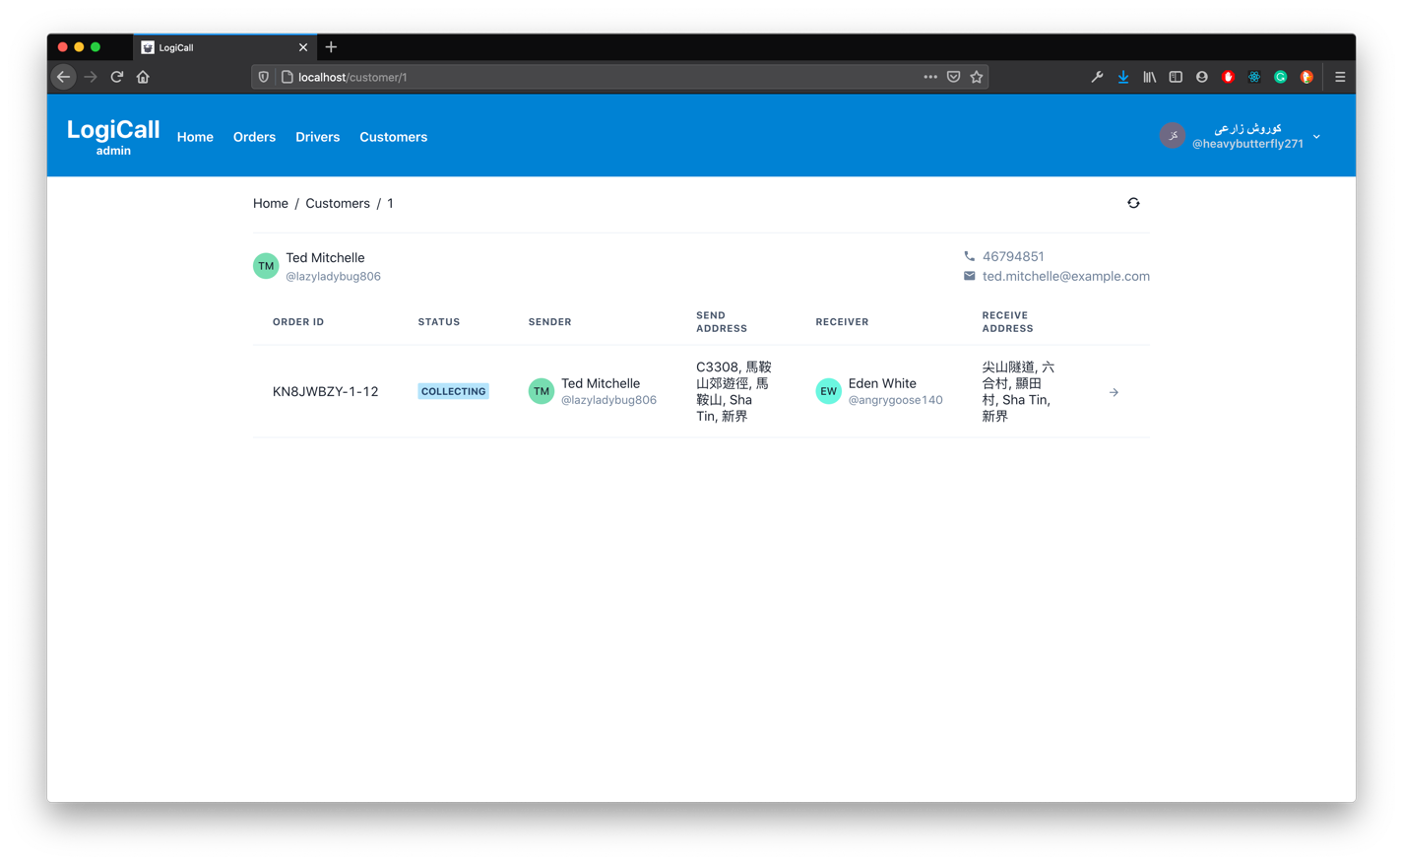 LogiCall
localhost/customer/1
LogiCall
admin
Home Orders Drivers Customers
کز
کوروش زارعی
@heavybutterfly271
Home / Customers / 1
TM
Ted Mitchelle
@lazyladybug806
46794851
ted.mitchelle@example.com
ORDER ID
STATUS
SENDER
SEND
ADDRESS
RECEIVER
RECEIVE
ADDRESS
KN8JWBZY-1-12
COLLECTING
TM
Ted Mitchelle
@lazyladybug806
C3308, 馬鞍
山郊遊徑, 馬
鞍山, Sha
Tin, 新界
EW
Eden White
@angrygoose140
尖山隧道, 六
合村, 顯田
村, Sha Tin,
新界